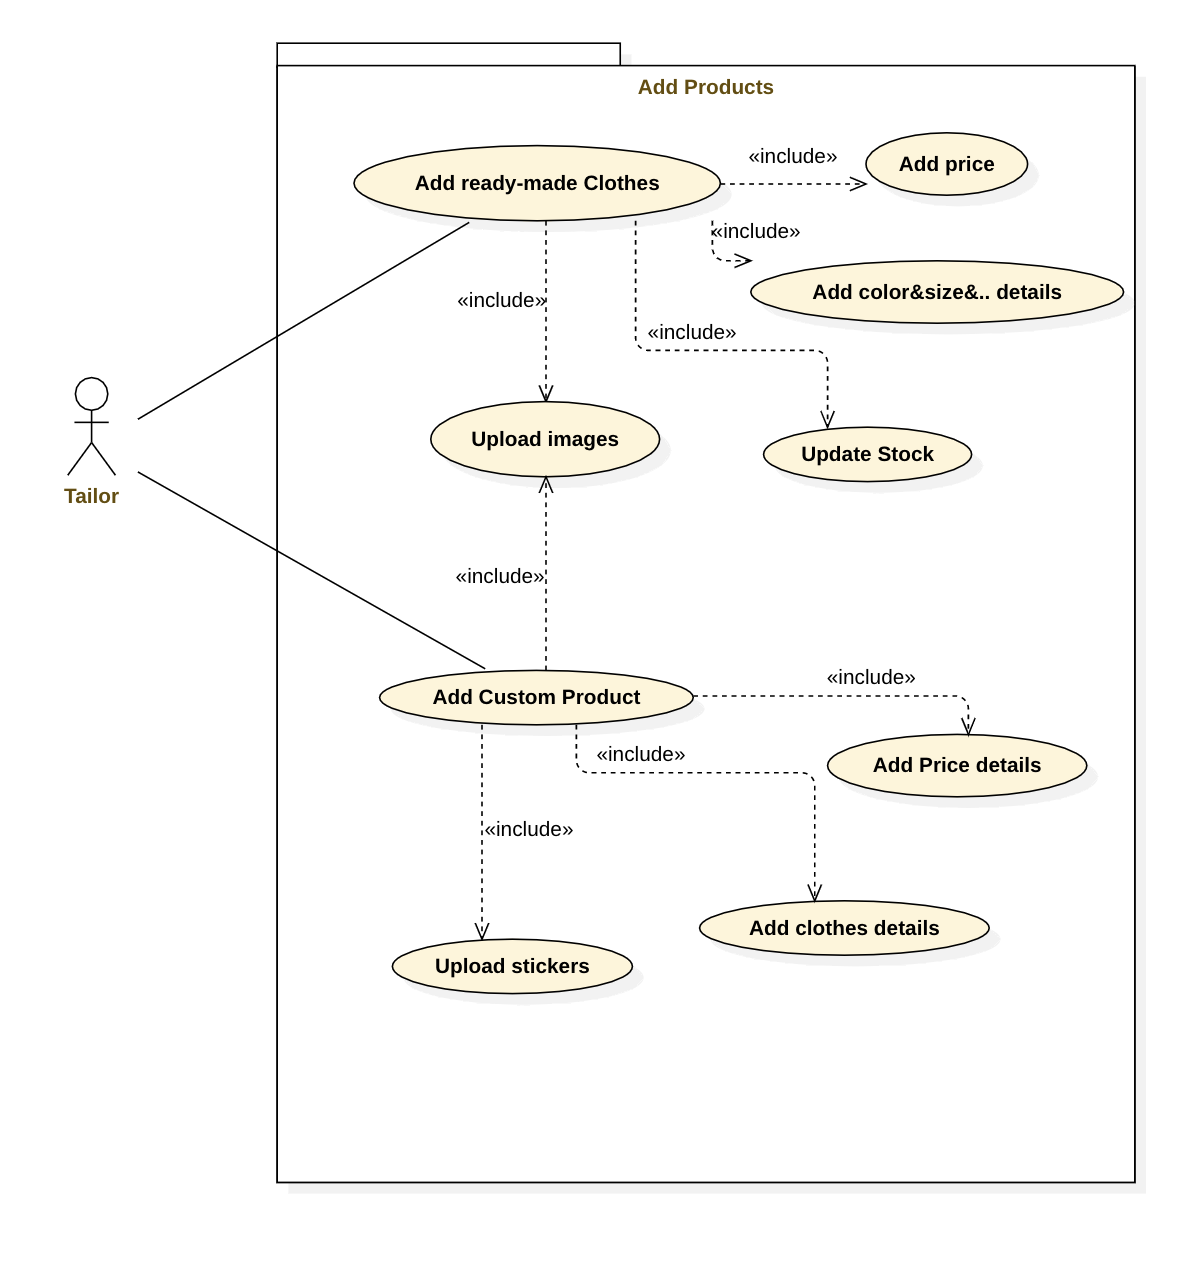 Add Products
«include»
Add price
Add ready-made Clothes
«include»
Add color&size&.. details
«include»
«include»
Upload images
Update Stock
Tailor
«include»
«include»
Add Custom Product
«include»
Add Price details
«include»
Add clothes details
Upload stickers